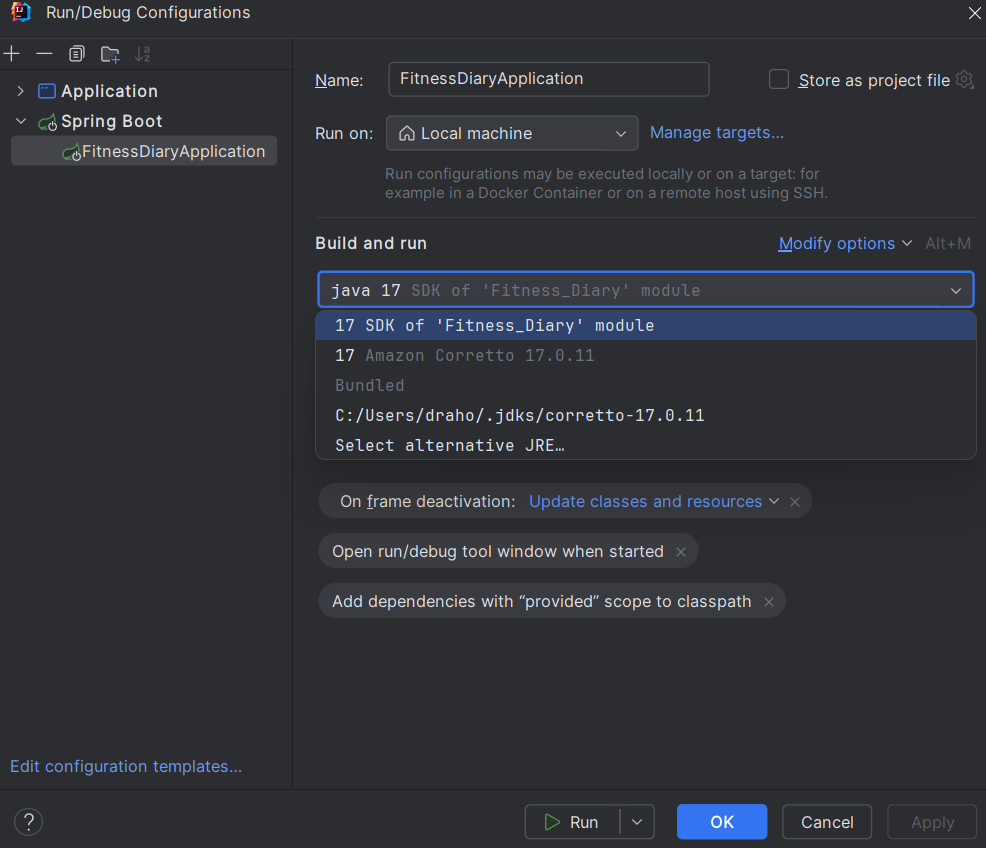 Run/Debug Configurations
Application
Spring Boot
FitnessDiaryApplication
Edit configuration templates...
Name: FitnessDiaryApplication Store as project file
Run on: Local machine Manage targets...
Run configurations may be executed locally or on a target: for
example in a Docker Container or on a remote host using SSH.
Build and run Modify options Alt+M
java 17 SDK of 'Fitness_Diary' module
17 SDK of 'Fitness_Diary' module
17 Amazon Corretto 17.0.11
Bundled
C:/Users/draho/.jdks/corretto-17.0.11
Select alternative JRE…
On frame deactivation: Update classes and resources
Open run/debug tool window when started
Add dependencies with “provided” scope to classpath
? Run OK Cancel Apply